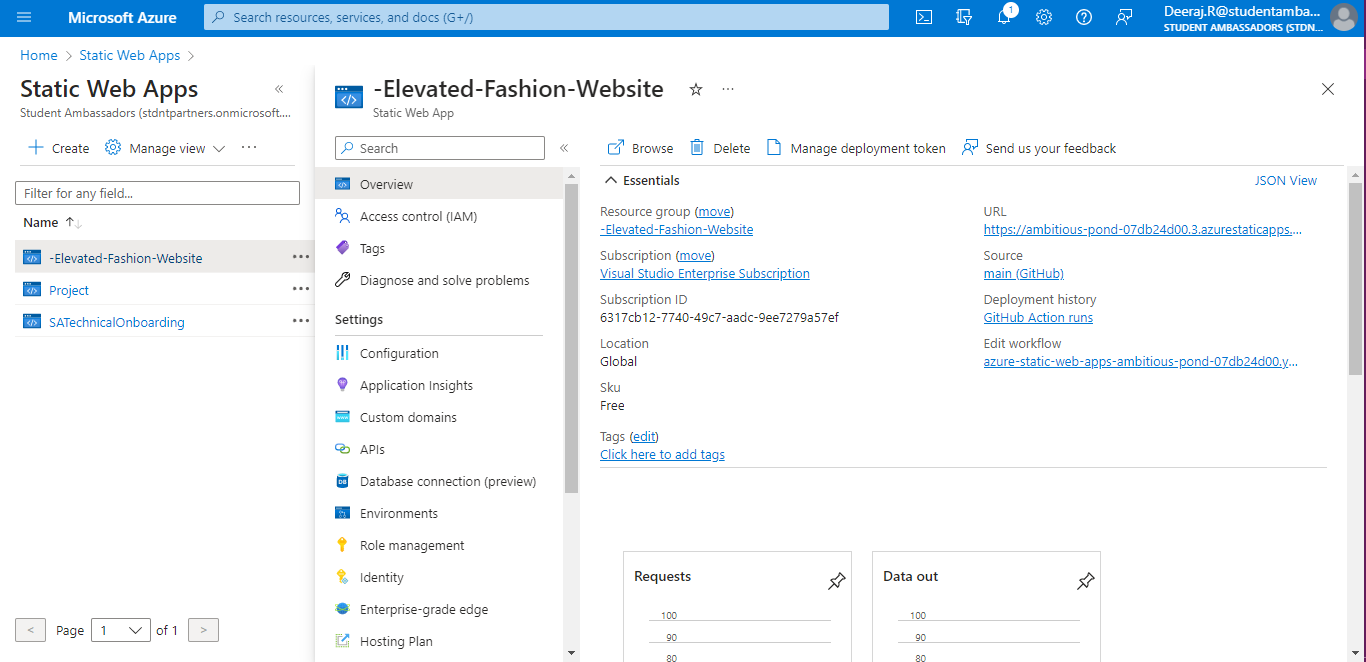 Microsoft Azure
Search resources, services, and docs (G+/)
1
Deeraj.R@studentamba...
STUDENT AMBASSADORS (STDN...
Home > Static Web Apps >
Static Web Apps
Student Ambassadors (stdntpartners.onmicrosoft....
Create
Manage view
Filter for any field...
Name
-Elevated-Fashion-Website
Project
SATechnicalOnboarding
< Page 1 of 1 >
-Elevated-Fashion-Website
Static Web App
Search
Overview
Access control (IAM)
Tags
Diagnose and solve problems
Settings
Configuration
Application Insights
Custom domains
APIs
Database connection (preview)
Environments
Role management
Identity
Enterprise-grade edge
Hosting Plan
Browse
Delete
Manage deployment token
Send us your feedback
Essentials
JSON View
Resource group (move)
-Elevated-Fashion-Website
Subscription (move)
Visual Studio Enterprise Subscription
Subscription ID
6317cb12-7740-49c7-aadc-9ee7279a57ef
Location
Global
Sku
Free
Tags (edit)
Click here to add tags
URL
https://ambitious-pond-07db24d00.3.azurestaticapps....
Source
main (GitHub)
Deployment history
GitHub Action runs
Edit workflow
azure-static-web-apps-ambitious-pond-07db24d00.y...
Requests
100
90
80
Data out
100
90
80